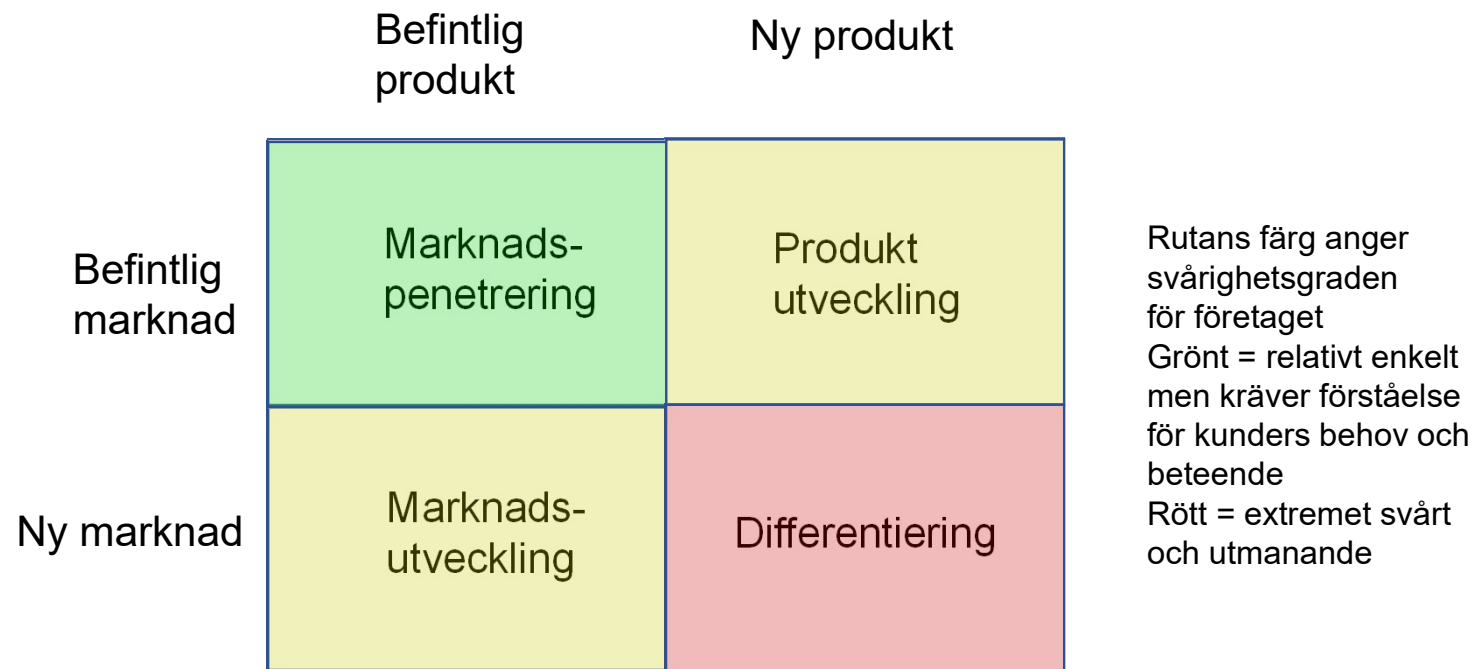 Befintlig
produkt
Ny produkt
Befintlig
marknad
Marknads-
penetrering
Produkt
utveckling
Ny marknad
Marknads-
utveckling
Differentiering
Rutans färg anger
svårighetsgraden
för företaget
Grönt = relativt enkelt
men kräver förståelse
för kunders behov och
beteende
Rött = extremet svårt
och utmanande